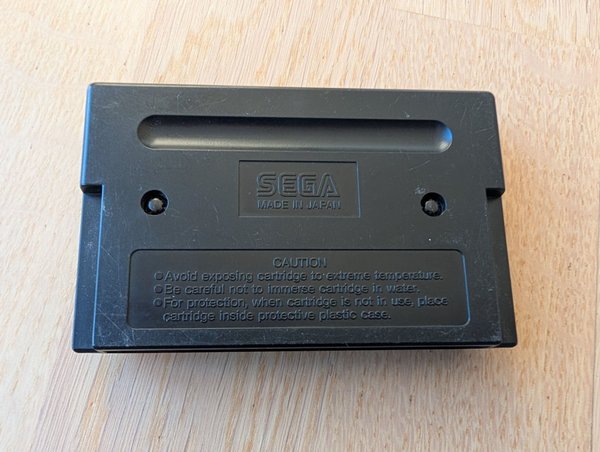 SEGA
MADE IN JAPAN
CAUTION
Avoid exposing cartridge to extreme temperature.
Be careful not to immerse cartridge in water.
For protection, when cartridge is not in use, place
cartridge inside protective plastic case.